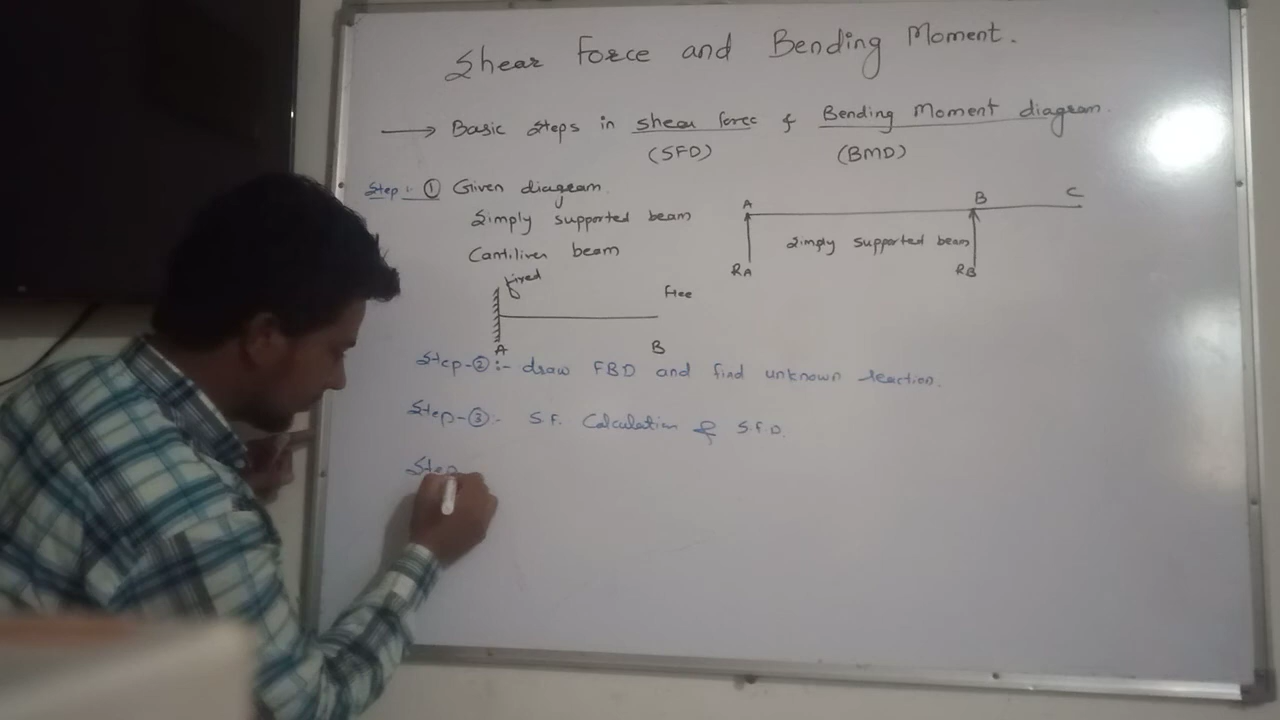 Shear Force and Bending Moment.
→ Basic Steps in shear force & Bending Moment diagram.
(SFD) (BMD)
Step :- ① Given diagram.
Simply supported beam
Cantiliver beam
A B C
Simply supported beam
RA RB
fixed Free
A B
Step-②:- draw FBD and find unknown reaction.
Step-③:- S.F. Calculation & S.F.D.
Step